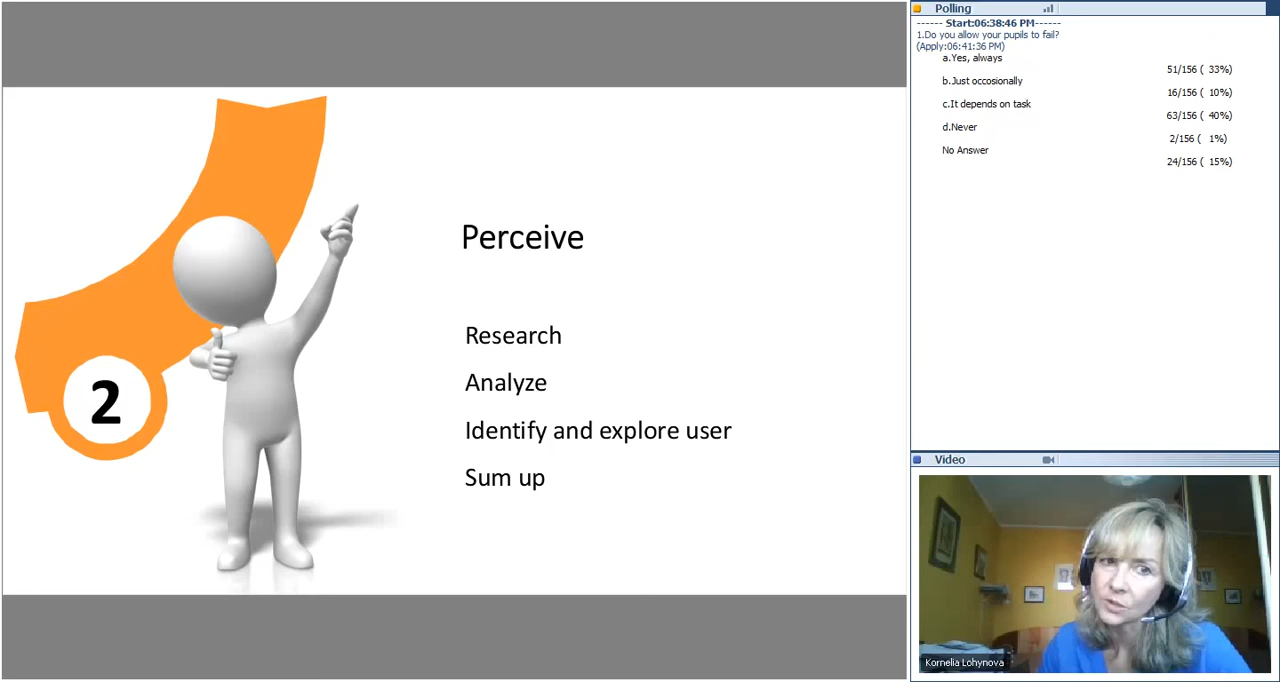 2
Perceive
Research
Analyze
Identify and explore user
Sum up
Polling
------ Start:06:38:46 PM------
1.Do you allow your pupils to fail?
(Apply:06:41:36 PM)
a.Yes, always
51/156 ( 33%)
b.Just occosionally
16/156 ( 10%)
c.It depends on task
63/156 ( 40%)
d.Never
2/156 ( 1%)
No Answer
24/156 ( 15%)
Video
Kornelia Lohynova